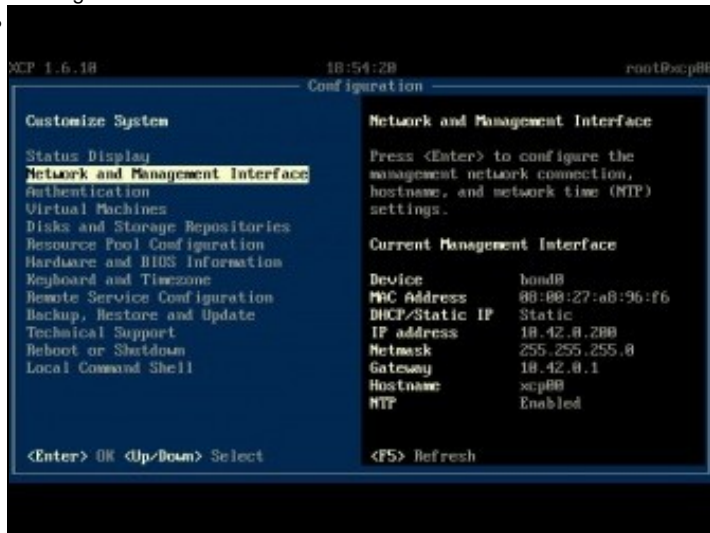 XCP 1.6.10 18:54:20 root@xcp00
Configuration
Customize System
Status Display
Network and Management Interface
Authentication
Virtual Machines
Disks and Storage Repositories
Resource Pool Configuration
Hardware and BIOS Information
Keyboard and Timezone
Remote Service Configuration
Backup, Restore and Update
Technical Support
Reboot or Shutdown
Local Command Shell
<Enter> OK <Up/Down> Select
Network and Management Interface
Press <Enter> to configure the
management network connection,
hostname, and network time (NTP)
settings.
Current Management Interface
Device bond0
MAC Address 08:00:27:a8:96:f6
DHCP/Static IP Static
IP address 10.42.0.200
Netmask 255.255.255.0
Gateway 10.42.0.1
Hostname xcp00
NTP Enabled
<F5> Refresh